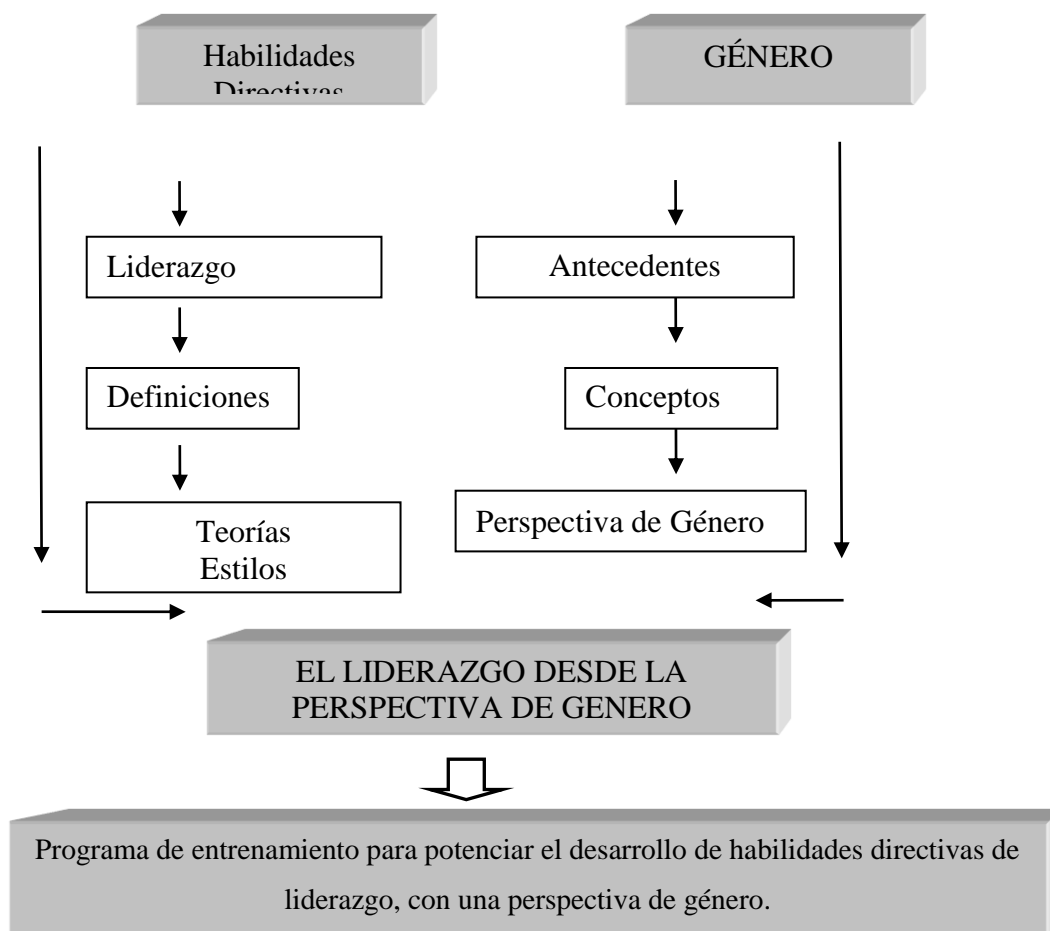 Habilidades
Directivas
GÉNERO
Liderazgo
Antecedentes
Definiciones
Conceptos
Teorías
Estilos
Perspectiva de Género
EL LIDERAZGO DESDE LA
PERSPECTIVA DE GENERO
Programa de entrenamiento para potenciar el desarrollo de habilidades directivas de
liderazgo, con una perspectiva de género.